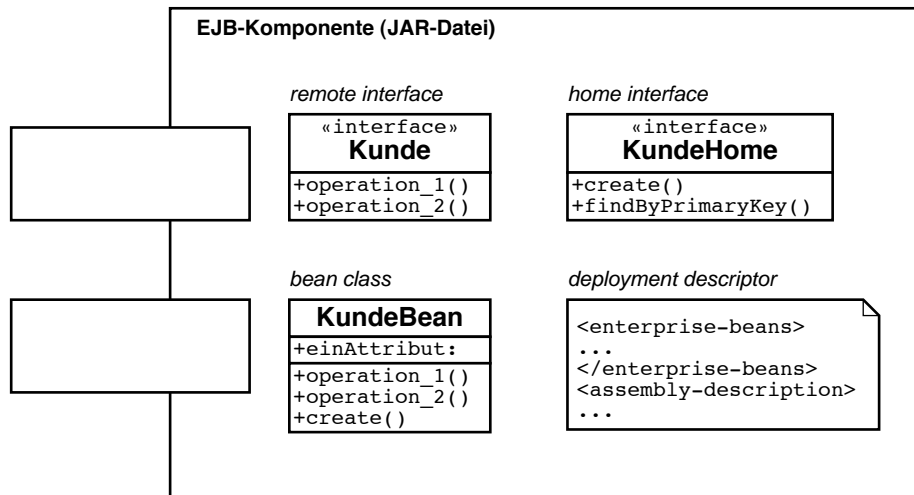 EJB-Komponente (JAR-Datei)
remote interface
«interface»
Kunde
+operation_1()
+operation_2()
home interface
«interface»
KundeHome
+create()
+findByPrimaryKey()
bean class
KundeBean
+einAttribut:
+operation_1()
+operation_2()
+create()
deployment descriptor
<enterprise-beans>
...
</enterprise-beans>
<assembly-description>
...